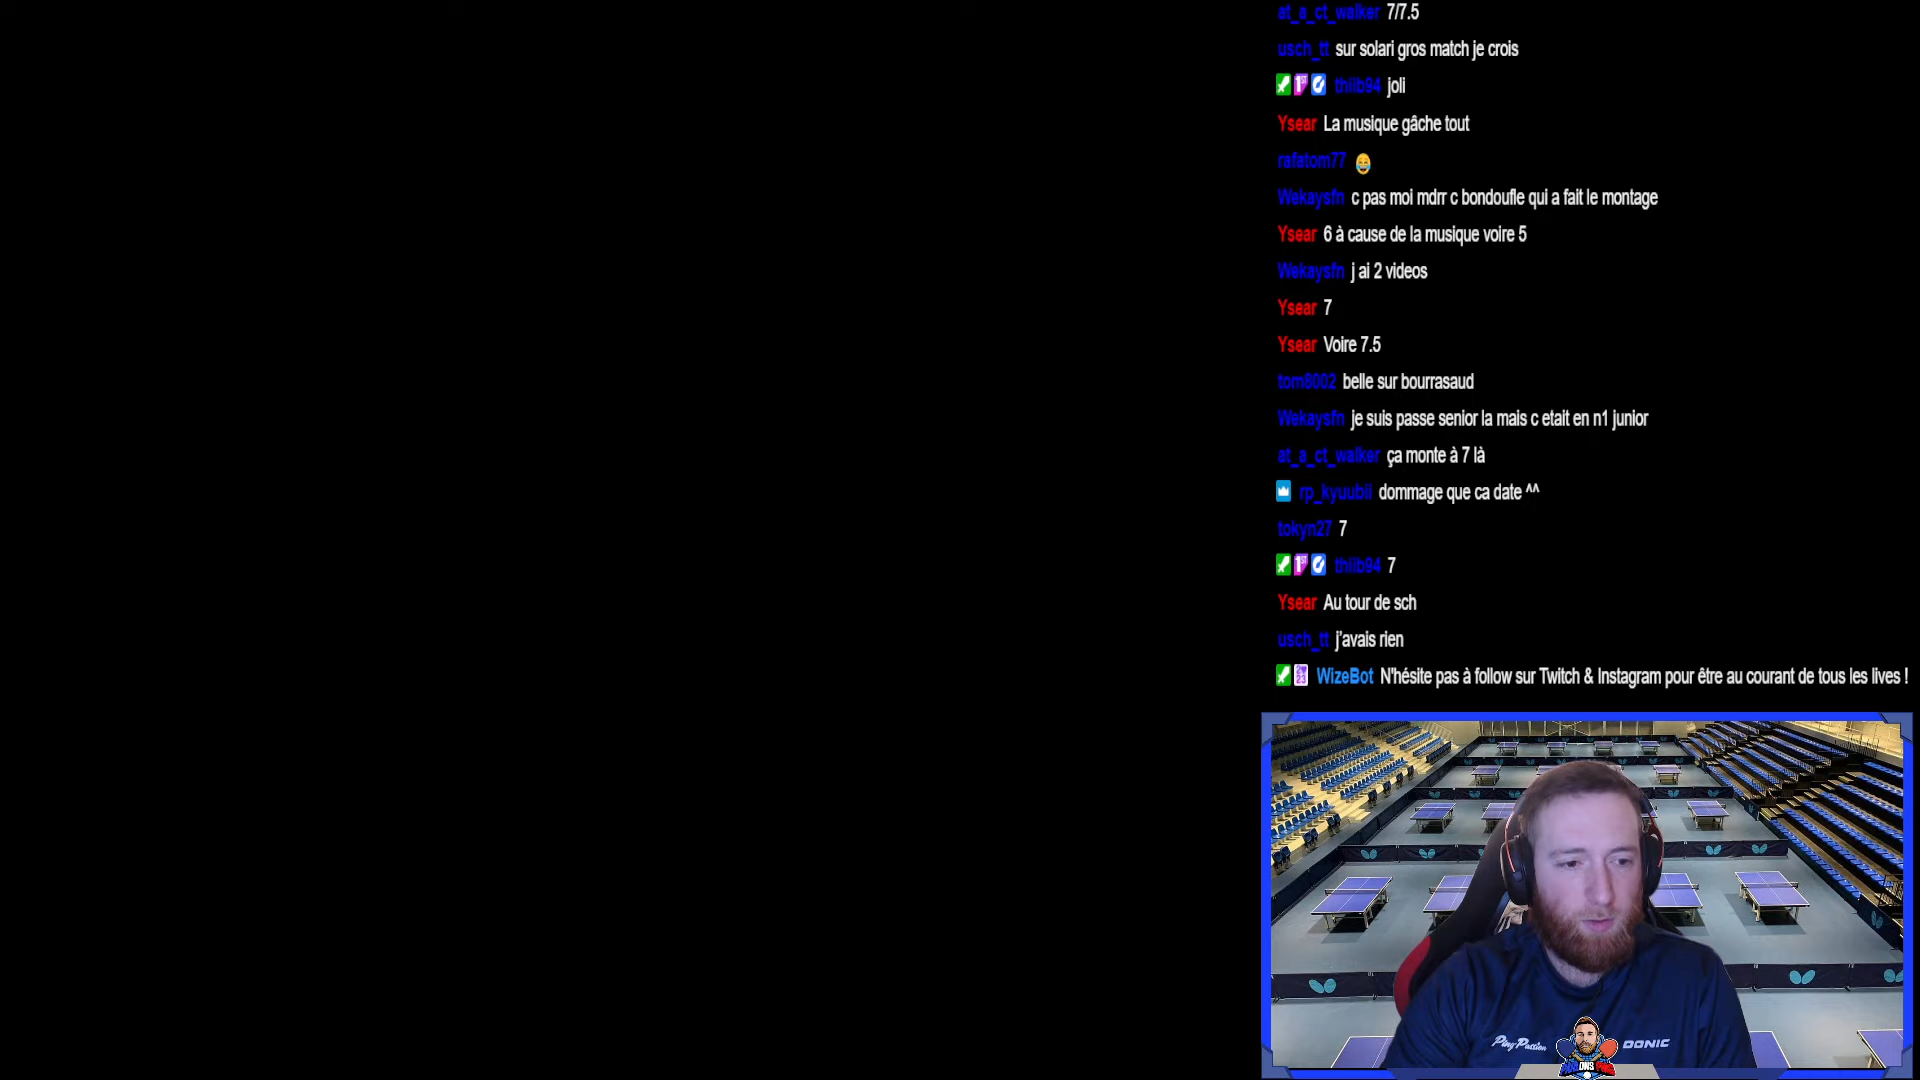 at_a_ct_walker 7/7.5
usch_tt sur solari gros match je crois
thiib94 joli
Ysear La musique gâche tout
rafatom77 😂
Wekaysfn c pas moi mdrr c bondoufle qui a fait le montage
Ysear 6 à cause de la musique voire 5
Wekaysfn j ai 2 videos
Ysear 7
Ysear Voire 7.5
tom8002 belle sur bourrasaud
Wekaysfn je suis passe senior la mais c etait en n1 junior
at_a_ct_walker ça monte à 7 là
rp_kyuubii dommage que ca date ^^
tokyn27 7
thiib94 7
Ysear Au tour de sch
usch_tt j'avais rien
WizeBot N'hésite pas à follow sur Twitch & Instagram pour être au courant de tous les lives !
Ping Passion
DONIC